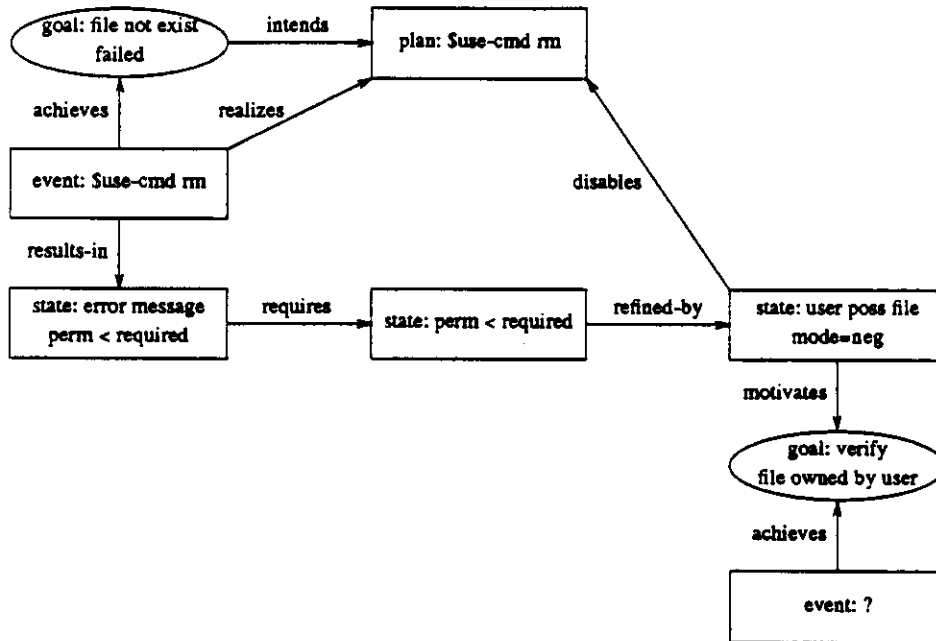 goal: file not exist
failed
intends
plan: $use-cmd rm
achieves
realizes
event: $use-cmd rm
disables
results-in
state: error message
perm < required
requires
state: perm < required
refined-by
state: user poss file
mode=neg
motivates
goal: verify
file owned by user
achieves
event: ?